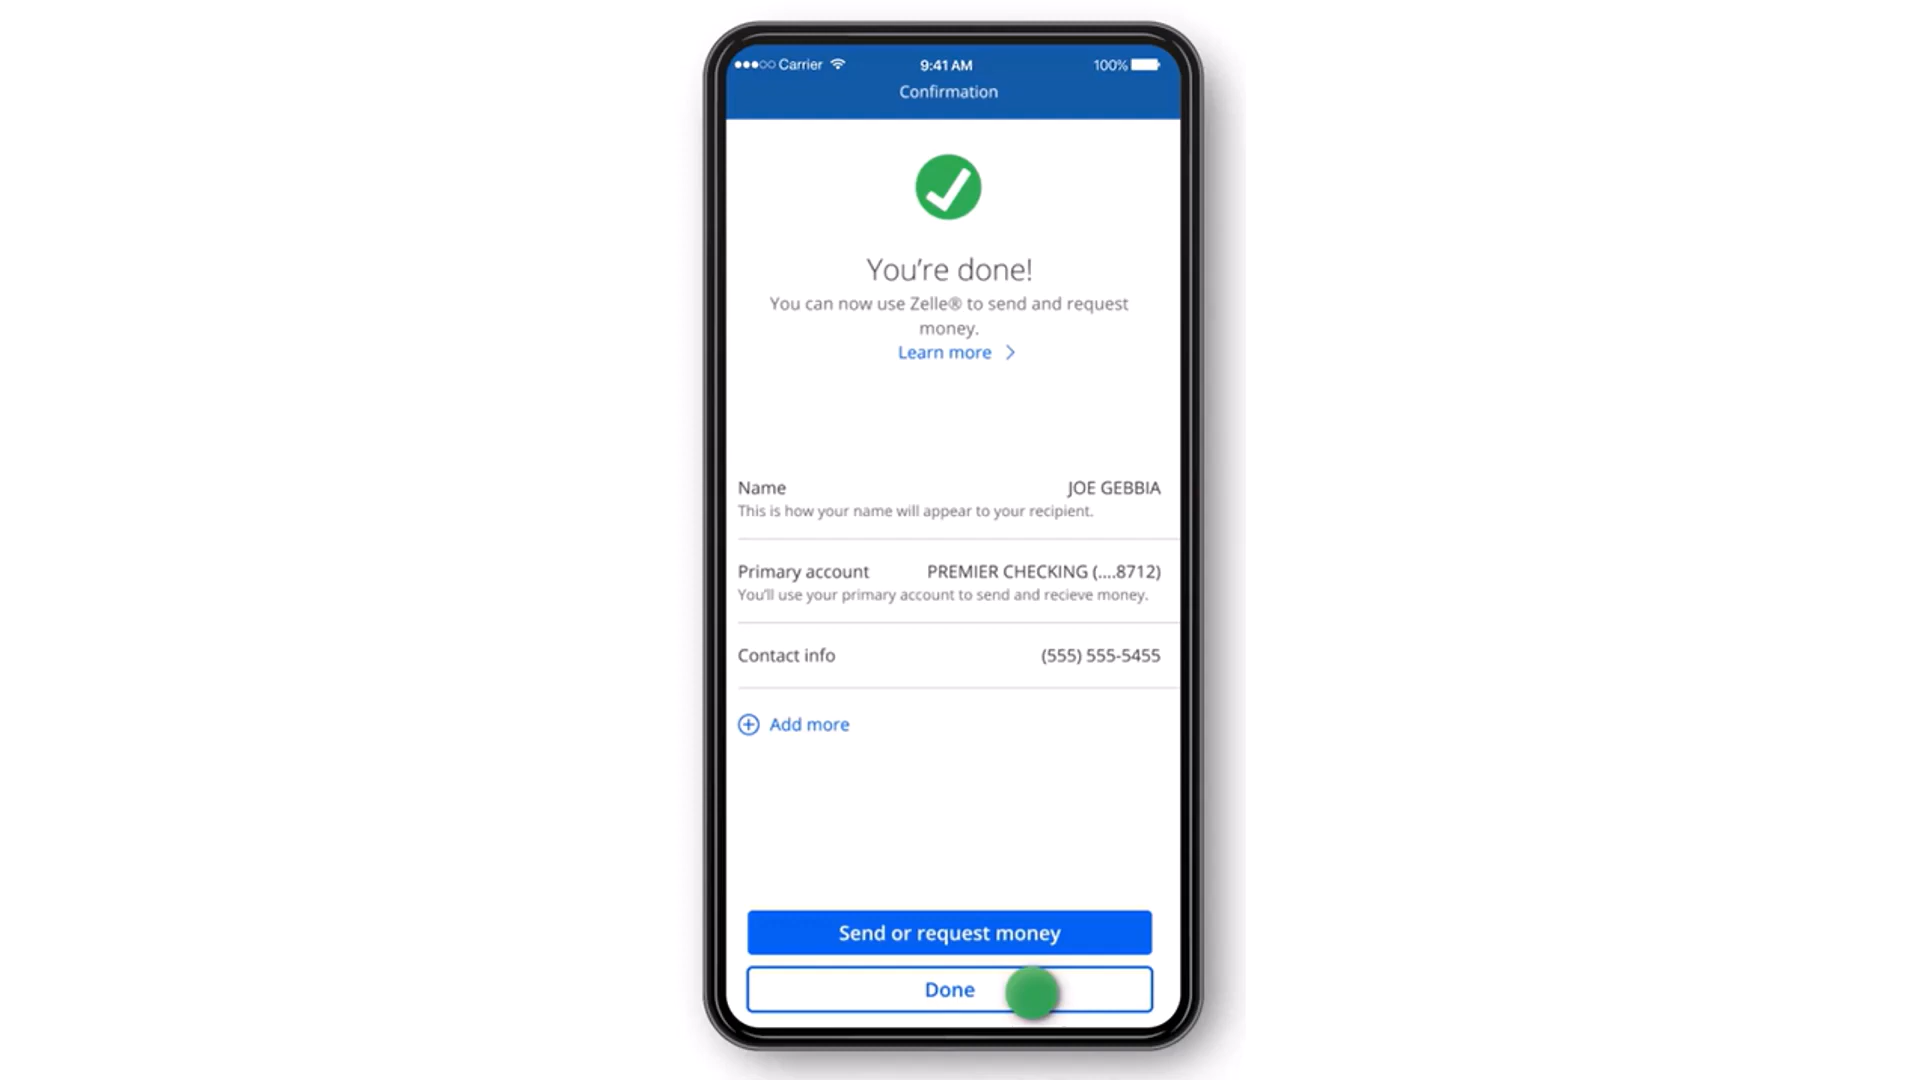 Carrier 9:41 AM 100%
Confirmation
You're done!
You can now use Zelle® to send and request
money.
Learn more
Name JOE GEBBIA
This is how your name will appear to your recipient.
Primary account PREMIER CHECKING (....8712)
You'll use your primary account to send and recieve money.
Contact info (555) 555-5455
Add more
Send or request money
Done